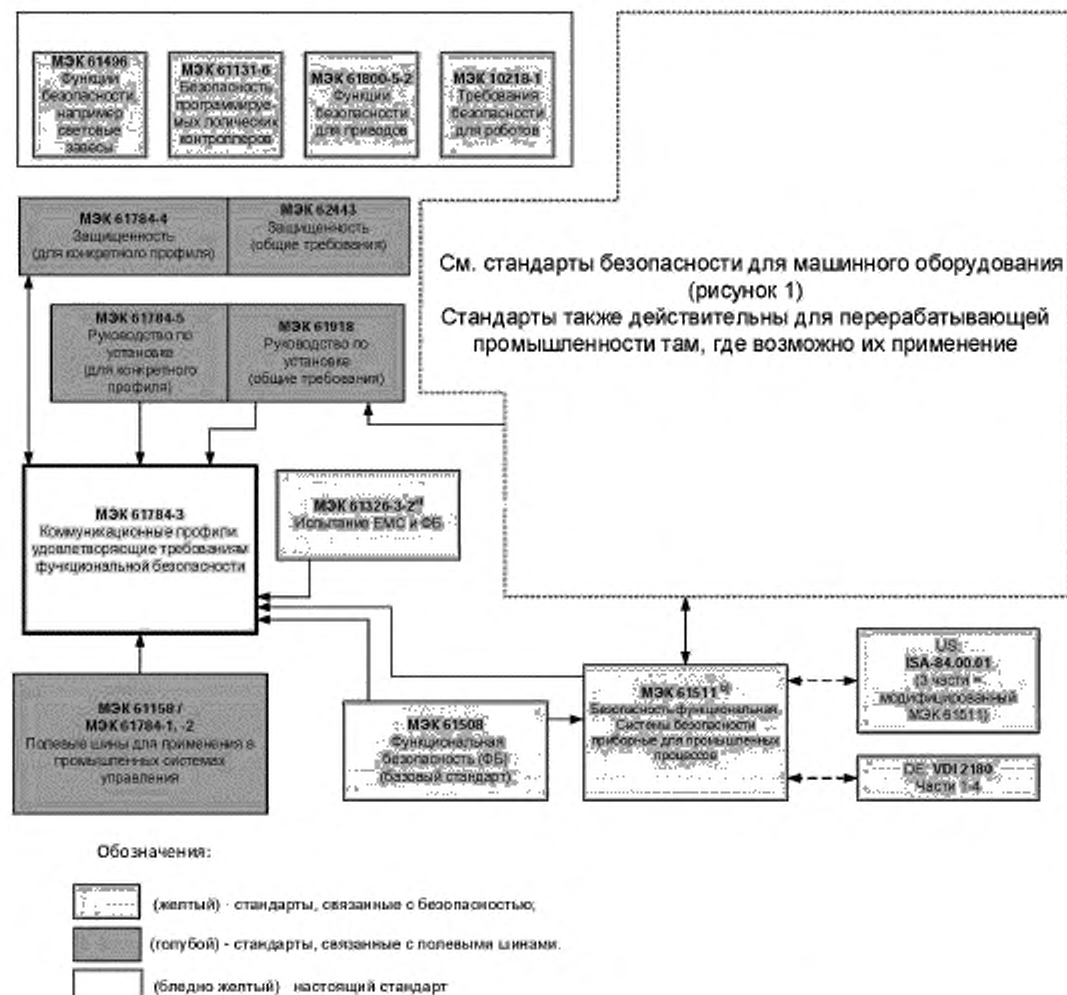 МЭК 61496
Функции
безопасности,
например
световые
завесы
МЭК 61131-6
Безопасность
программируе-
мых логических
контроллеров
МЭК 61800-5-2
Функции
безопасности
для приводов
МЭК 10218-1
Требования
безопасности
для роботов
МЭК 61784-4
Защищенность
(для конкретного профиля)
МЭК 62443
Защищенность
(общие требования)
См. стандарты безопасности для машинного оборудования
(рисунок 1)
Стандарты также действительны для перерабатывающей
промышленности там, где возможно их применение
МЭК 61784-5
Руководство по
установке
(для конкретного
профиля)
МЭК 61918
Руководство по
установке
(общие требования)
МЭК 61784-3
Коммуникационные профили,
удовлетворяющие требованиям
функциональной безопасности
МЭК 61326-3-2 a)
Испытание ЕМС и ФБ
МЭК 61158 /
МЭК 61784-1, -2
Полевые шины для применения в
промышленных системах
управления
МЭК 61508
Функциональная
безопасность (ФБ)
(базовый стандарт)
МЭК 61511 b)
Безопасность функциональная.
Системы безопасности
приборные для промышленных
процессов
US:
ISA-84.00.01
(3 части =
модифицированный
МЭК 61511)
DE: VDI 2180
Части 1-4
Обозначения:
(желтый) - стандарты, связанные с безопасностью;
(голубой) - стандарты, связанные с полевыми шинами.
(бледно желтый) настоящий стандарт